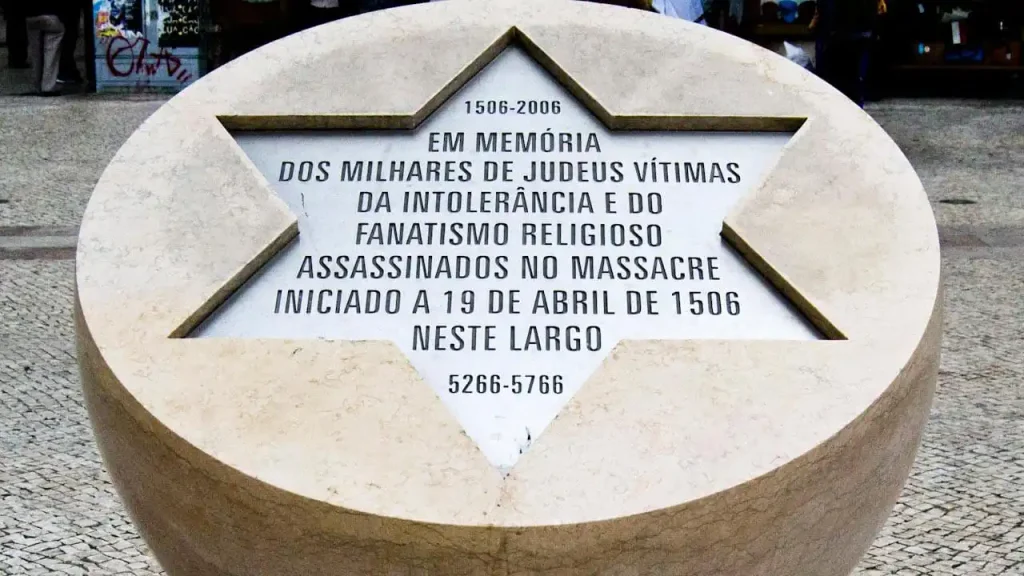 1506-2006
EM MEMÓRIA
DOS MILHARES DE JUDEUS VÍTIMAS
DA INTOLERÂNCIA E DO
FANATISMO RELIGIOSO
ASSASSINADOS NO MASSACRE
INICIADO A 19 DE ABRIL DE 1506
NESTE LARGO
5266-5766